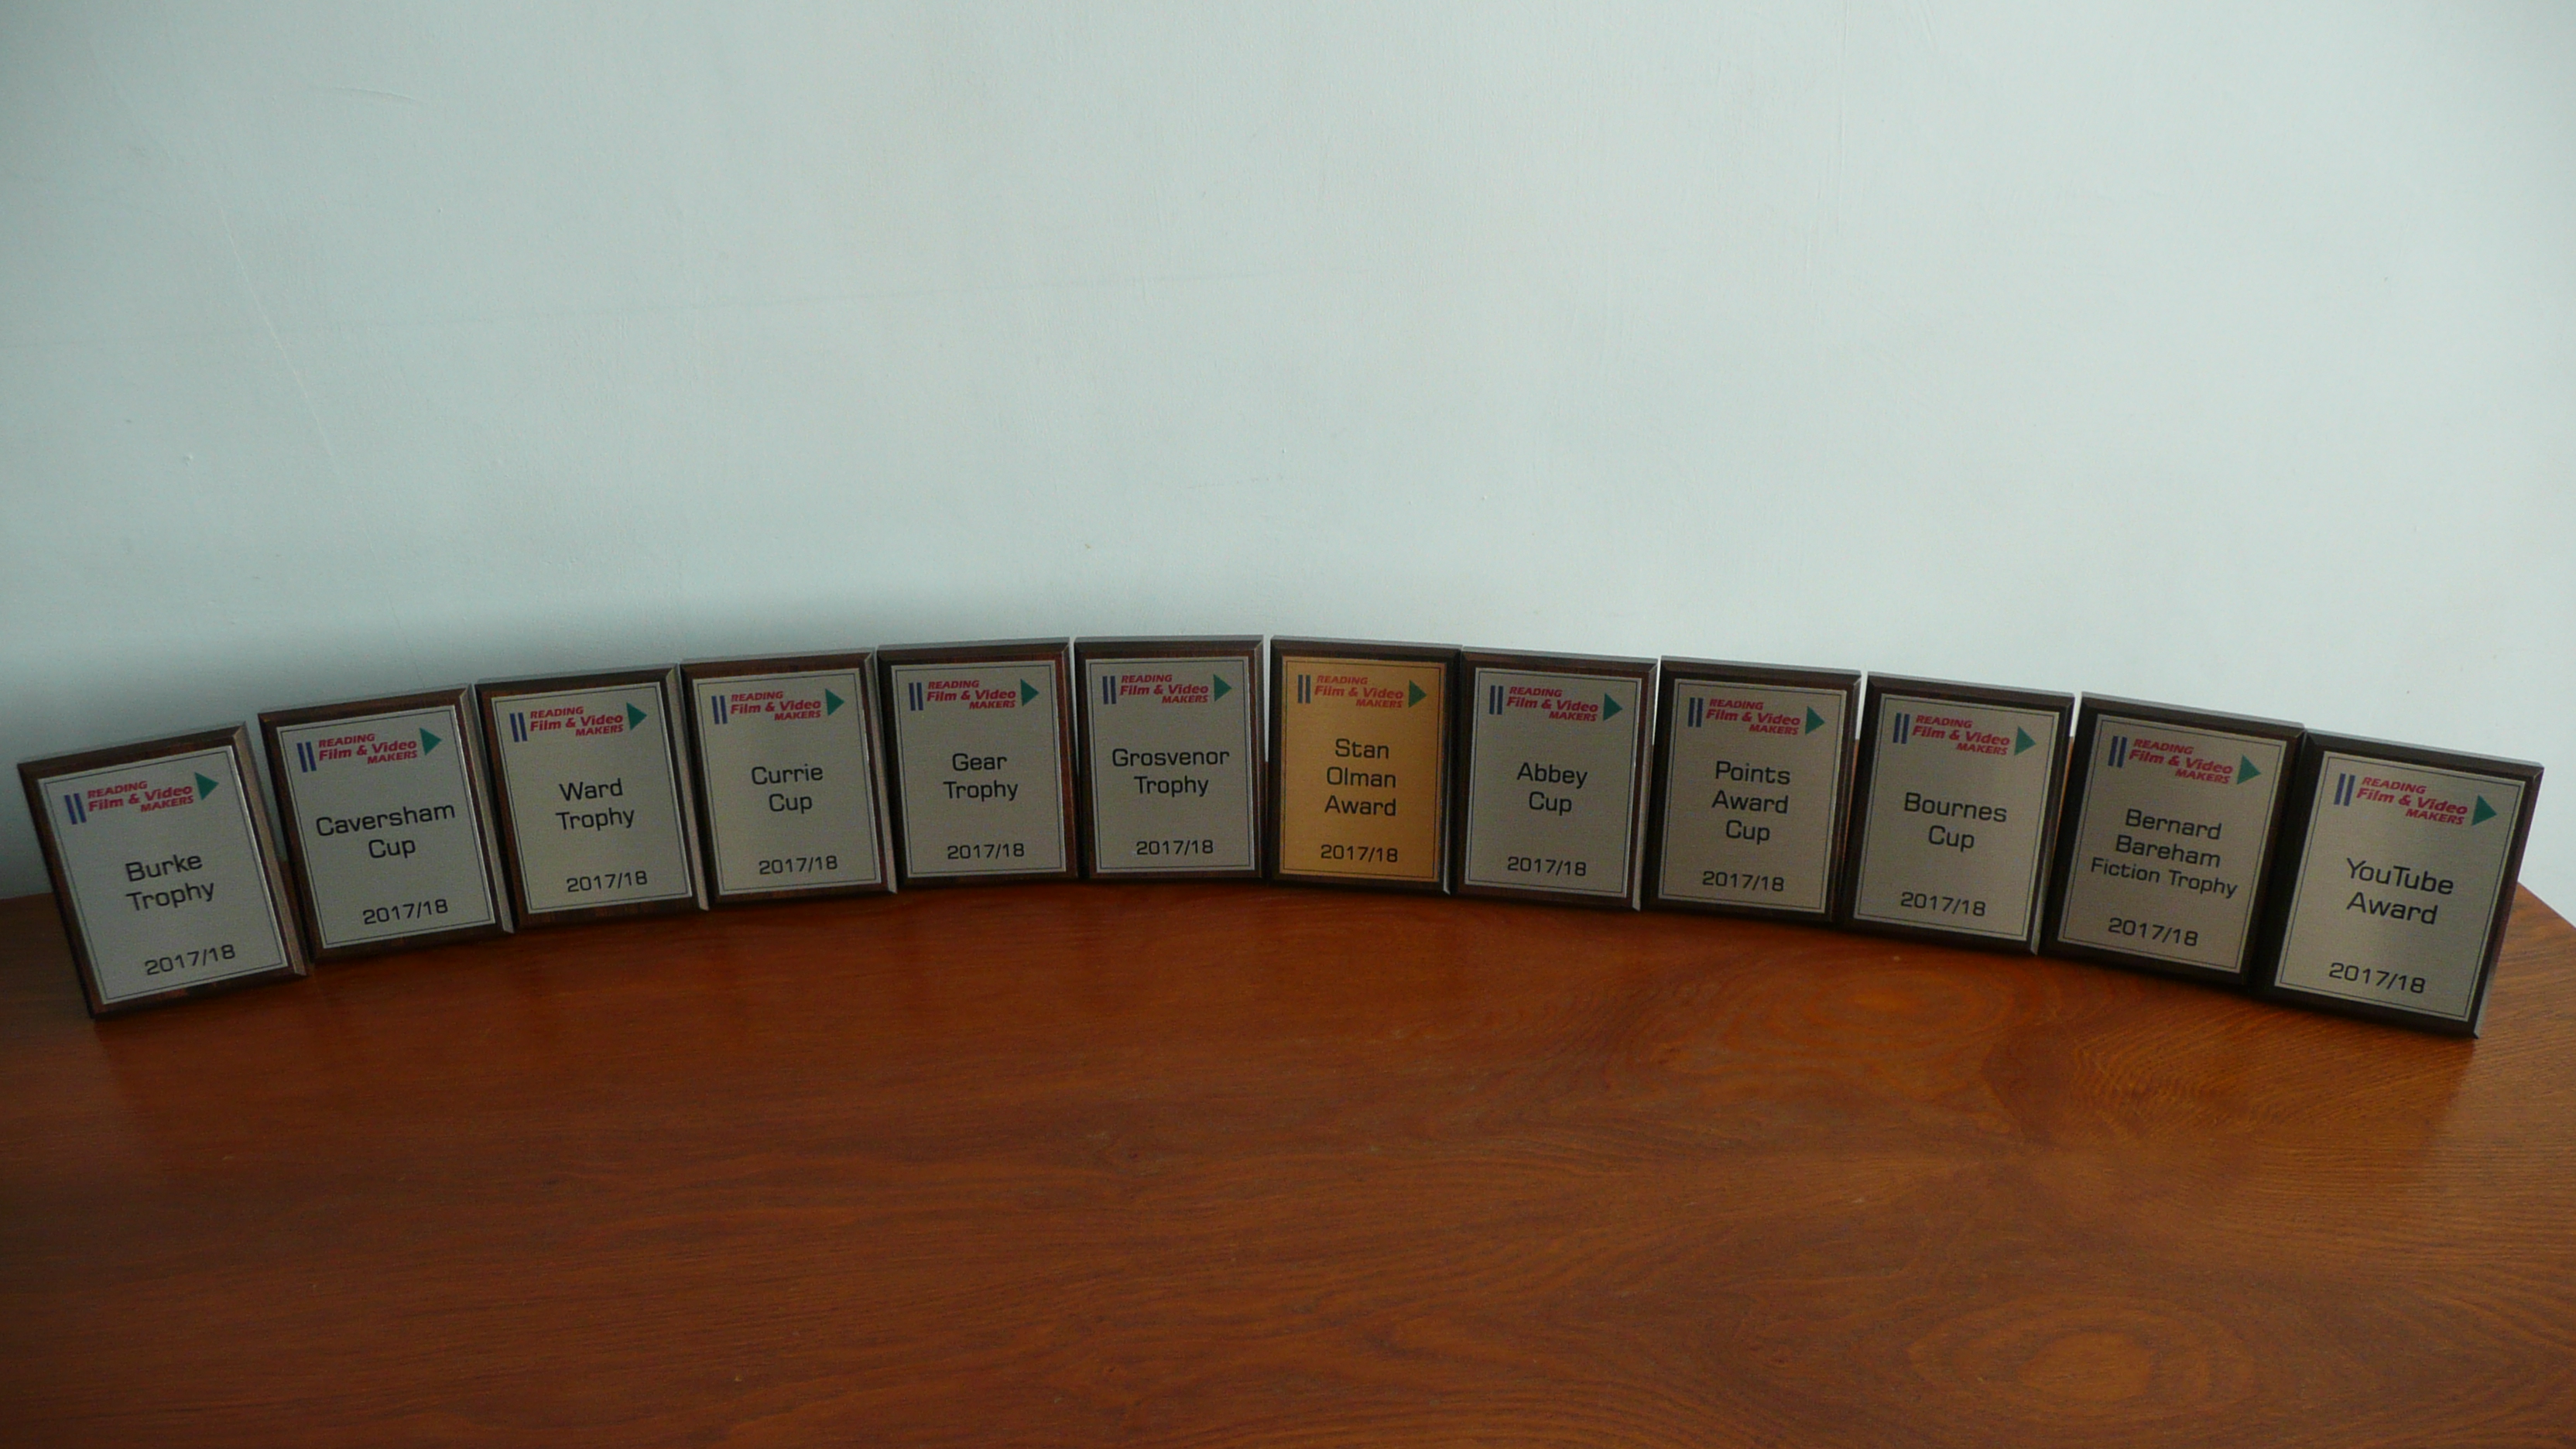 READING
Film & Video
MAKERS
Burke
Trophy
2017/18
READING
Film & Video
MAKERS
Caversham
Cup
2017/18
READING
Film & Video
MAKERS
Ward
Trophy
2017/18
READING
Film & Video
MAKERS
Currie
Cup
2017/18
READING
Film & Video
MAKERS
Gear
Trophy
2017/18
READING
Film & Video
MAKERS
Grosvenor
Trophy
2017/18
READING
Film & Video
MAKERS
Stan
Olman
Award
2017/18
READING
Film & Video
MAKERS
Abbey
Cup
2017/18
READING
Film & Video
MAKERS
Points
Award
Cup
2017/18
READING
Film & Video
MAKERS
Bournes
Cup
2017/18
READING
Film & Video
MAKERS
Bernard
Bareham
Fiction Trophy
2017/18
READING
Film & Video
MAKERS
YouTube
Award
2017/18